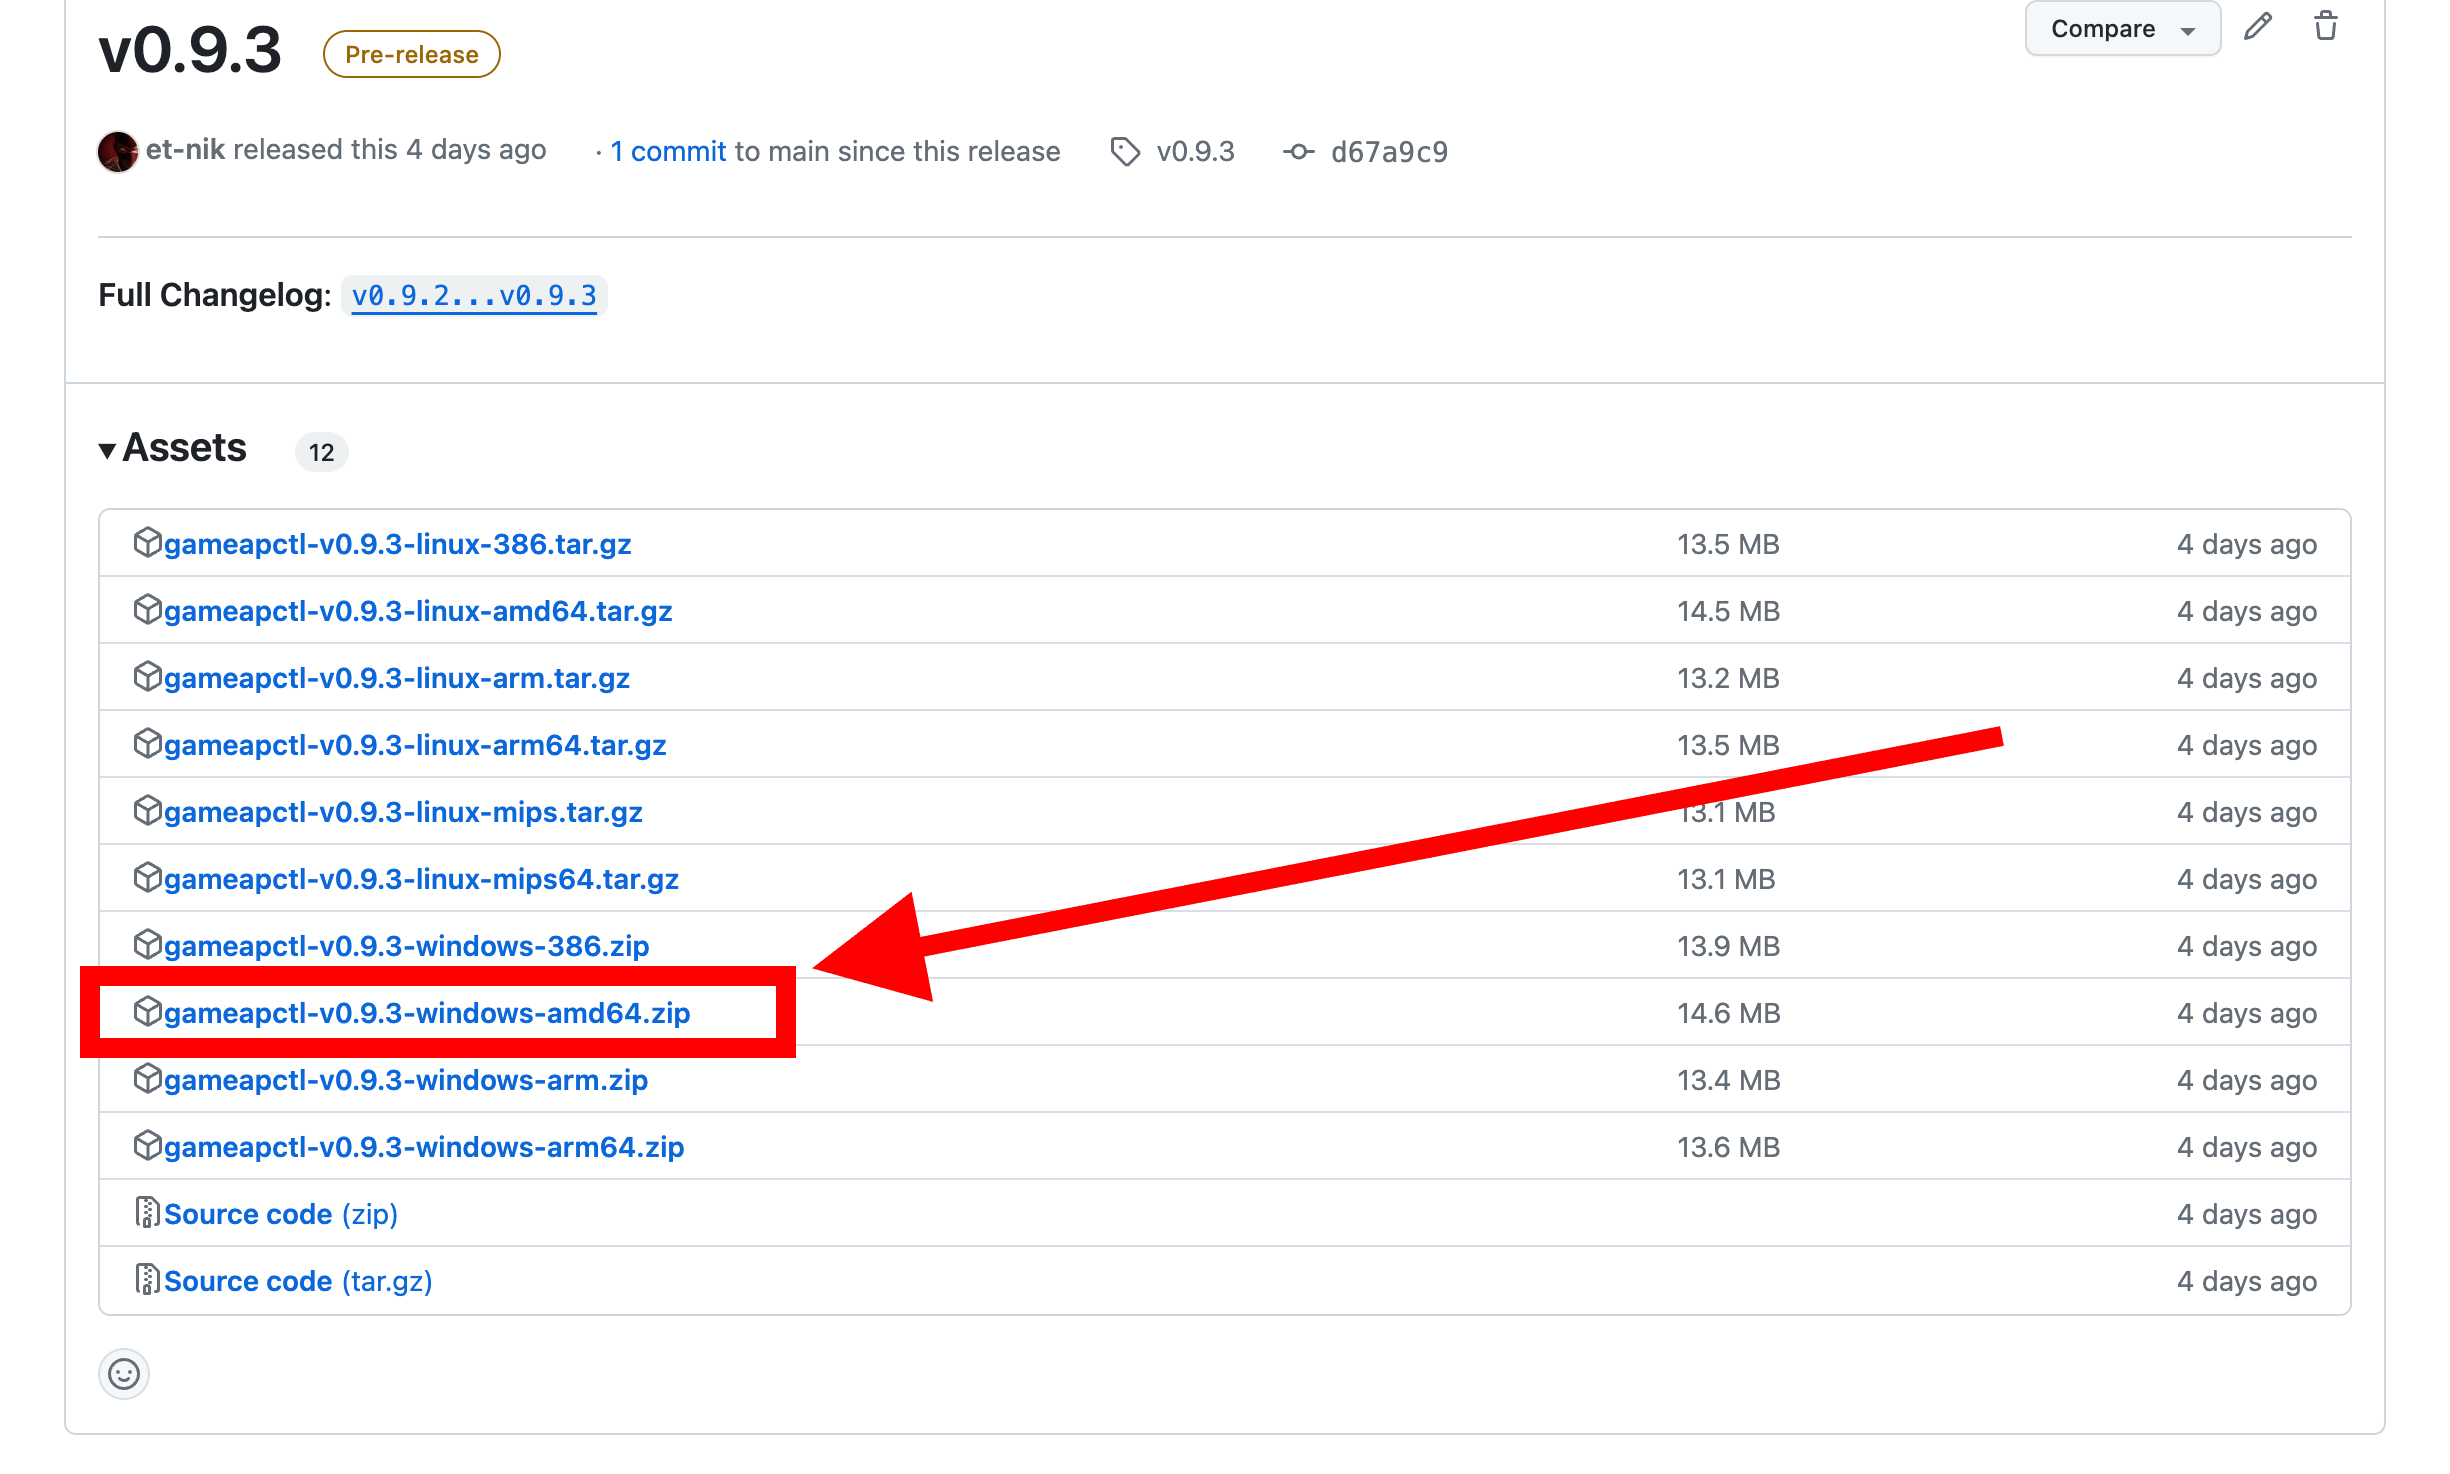 v0.9.3 Pre-release Compare
et-nik released this 4 days ago · 1 commit to main since this release v0.9.3 d67a9c9
Full Changelog: v0.9.2...v0.9.3
Assets 12
gameapctl-v0.9.3-linux-386.tar.gz 13.5 MB 4 days ago
gameapctl-v0.9.3-linux-amd64.tar.gz 14.5 MB 4 days ago
gameapctl-v0.9.3-linux-arm.tar.gz 13.2 MB 4 days ago
gameapctl-v0.9.3-linux-arm64.tar.gz 13.5 MB 4 days ago
gameapctl-v0.9.3-linux-mips.tar.gz 13.1 MB 4 days ago
gameapctl-v0.9.3-linux-mips64.tar.gz 13.1 MB 4 days ago
gameapctl-v0.9.3-windows-386.zip 13.9 MB 4 days ago
gameapctl-v0.9.3-windows-amd64.zip 14.6 MB 4 days ago
gameapctl-v0.9.3-windows-arm.zip 13.4 MB 4 days ago
gameapctl-v0.9.3-windows-arm64.zip 13.6 MB 4 days ago
Source code (zip) 4 days ago
Source code (tar.gz) 4 days ago